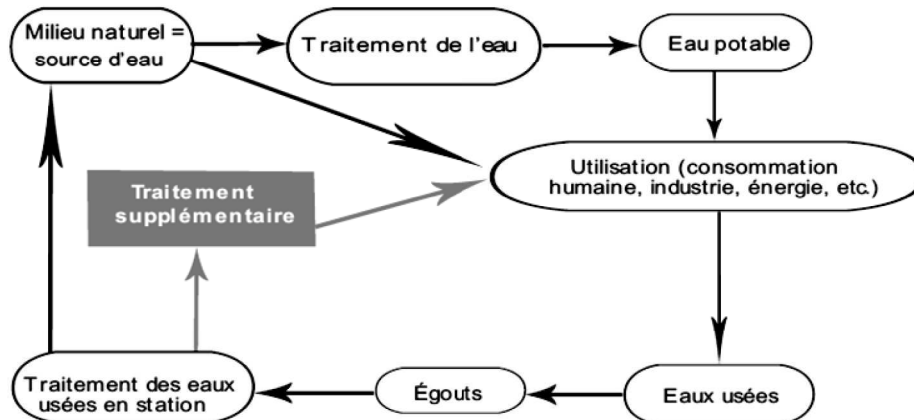 Milieu naturel =
source d'eau
Traitement de l'eau
Eau potable
Utilisation (consommation
humaine, industrie, énergie, etc.)
Traitement
supplémentaire
Traitement des eaux
usées en station
Égouts
Eaux usées